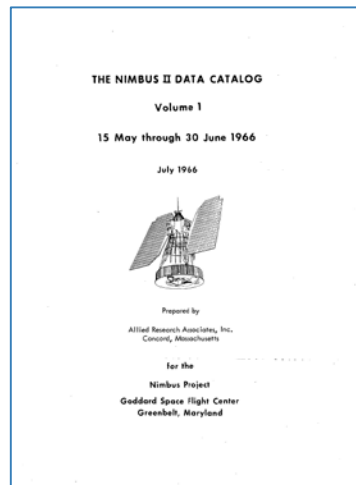 THE NIMBUS II DATA CATALOG
Volume 1
15 May through 30 June 1966
July 1966
Prepared by
Allied Research Associates, Inc.
Concord, Massachusetts
for the
Nimbus Project
Goddard Space Flight Center
Greenbelt, Maryland